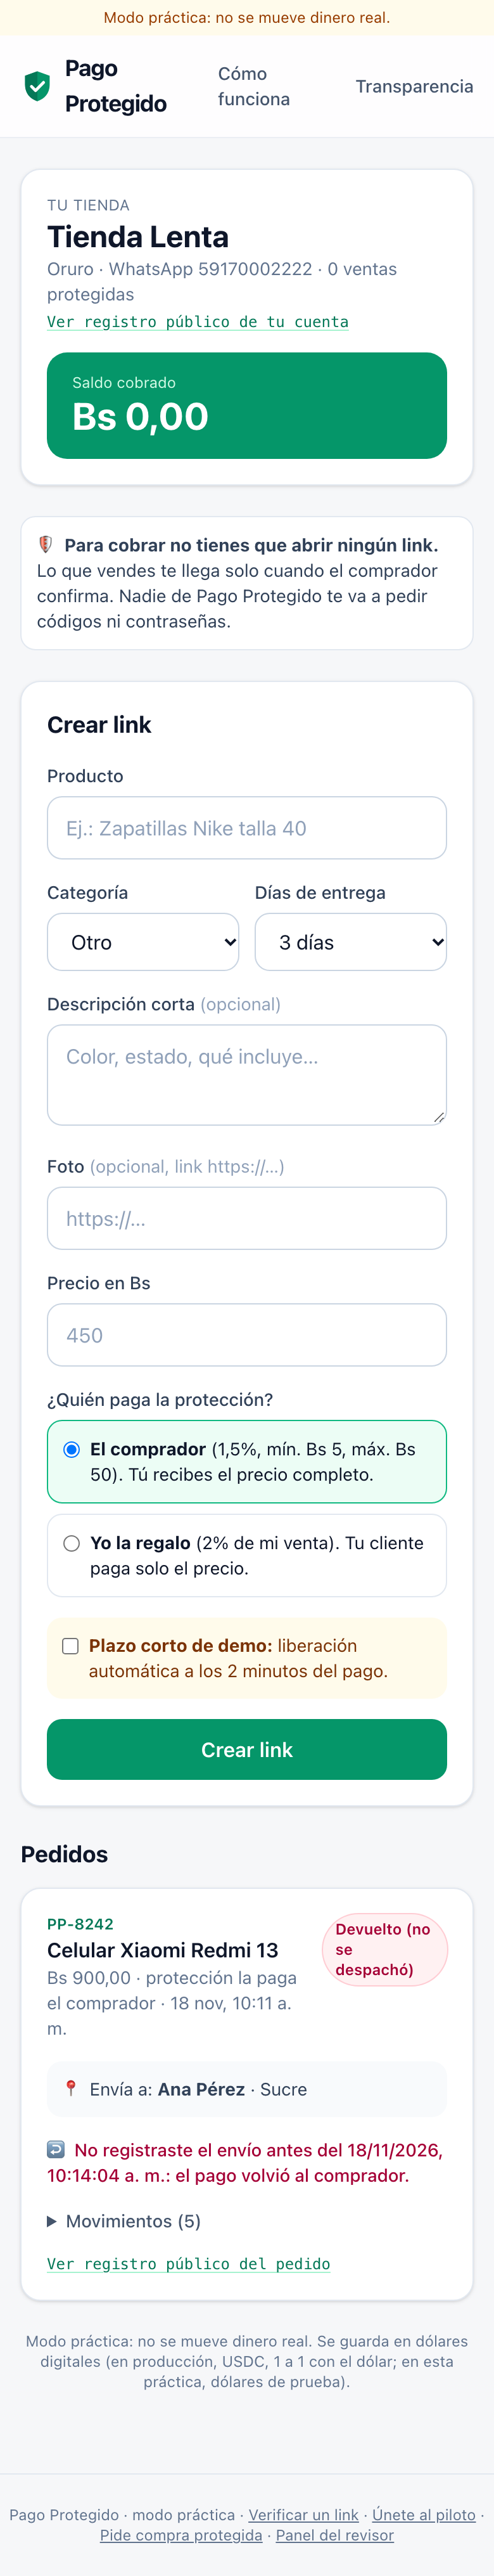 Modo práctica: no se mueve dinero real.
Pago
Protegido
Cómo
funciona
Transparencia
TU TIENDA
Tienda Lenta
Oruro · WhatsApp 59170002222 · 0 ventas
protegidas
Ver registro público de tu cuenta
Saldo cobrado
Bs 0,00
Para cobrar no tienes que abrir ningún link.
Lo que vendes te llega solo cuando el comprador
confirma. Nadie de Pago Protegido te va a pedir
códigos ni contraseñas.
Crear link
Producto
Ej.: Zapatillas Nike talla 40
Categoría
Días de entrega
Otro
3 días
Descripción corta (opcional)
Color, estado, qué incluye...
Foto (opcional, link https://...)
https://...
Precio en Bs
450
¿Quién paga la protección?
El comprador (1,5%, mín. Bs 5, máx. Bs
50). Tú recibes el precio completo.
Yo la regalo (2% de mi venta). Tu cliente
paga solo el precio.
Plazo corto de demo: liberación
automática a los 2 minutos del pago.
Crear link
Pedidos
PP-8242
Celular Xiaomi Redmi 13
Bs 900,00 · protección la paga
el comprador · 18 nov, 10:11 a.
m.
Devuelto (no
se
despachó)
Envía a: Ana Pérez · Sucre
No registraste el envío antes del 18/11/2026,
10:14:04 a. m.: el pago volvió al comprador.
Movimientos (5)
Ver registro público del pedido
Modo práctica: no se mueve dinero real. Se guarda en dólares
digitales (en producción, USDC, 1 a 1 con el dólar; en esta
práctica, dólares de prueba).
Pago Protegido · modo práctica · Verificar un link · Únete al piloto ·
Pide compra protegida · Panel del revisor